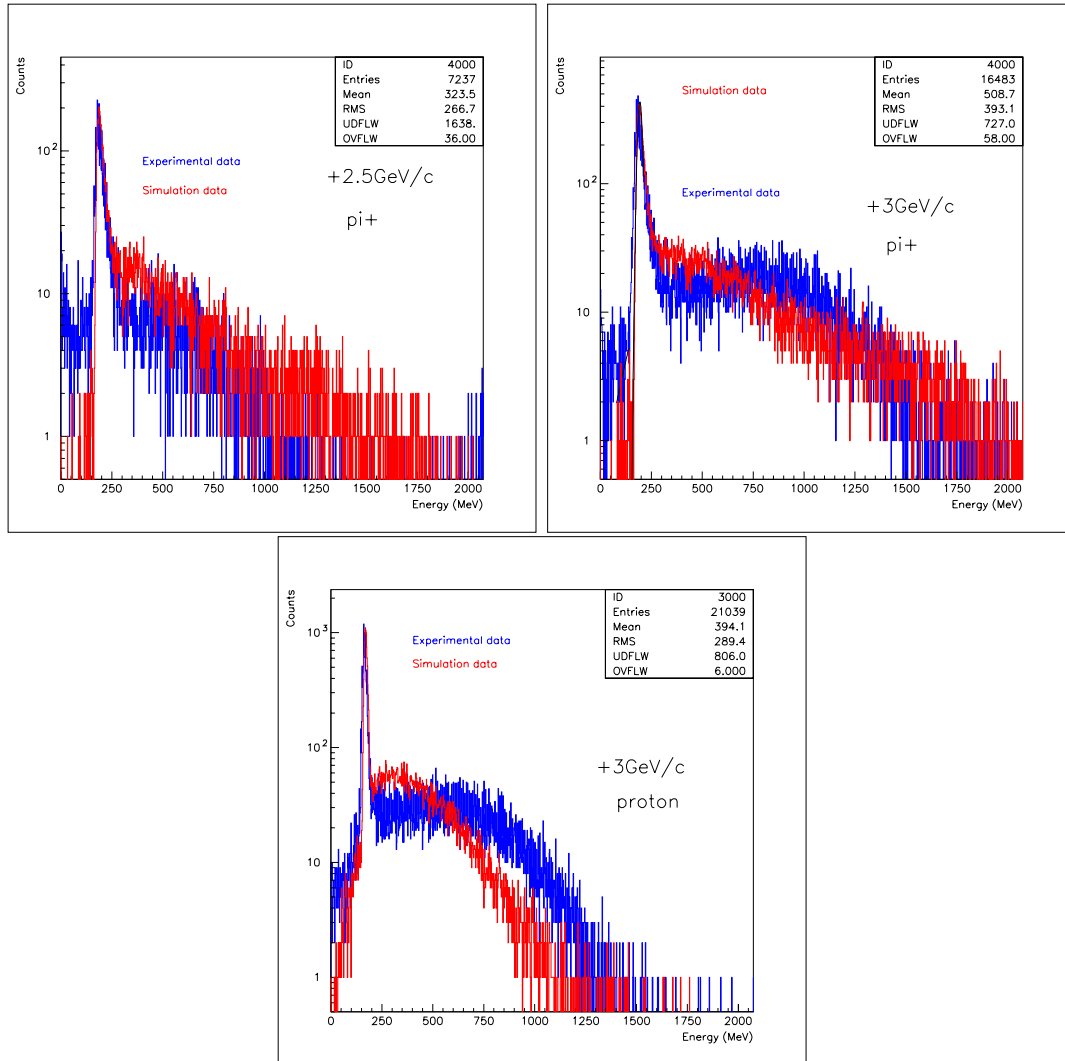 Counts
ID 4000
Entries 7237
Mean 323.5
RMS 266.7
UDFLW 1638.
OVFLW 36.00
Experimental data
Simulation data
+2.5GeV/c
pi+
10²
10
1
0 250 500 750 1000 1250 1500 1750 2000
Energy (MeV)
Counts
ID 4000
Entries 16483
Mean 508.7
RMS 393.1
UDFLW 727.0
OVFLW 58.00
Simulation data
Experimental data
+3GeV/c
pi+
10²
10
1
0 250 500 750 1000 1250 1500 1750 2000
Energy (MeV)
Counts
ID 3000
Entries 21039
Mean 394.1
RMS 289.4
UDFLW 806.0
OVFLW 6.000
Experimental data
Simulation data
+3GeV/c
proton
10³
10²
10
1
0 250 500 750 1000 1250 1500 1750 2000
Energy (MeV)